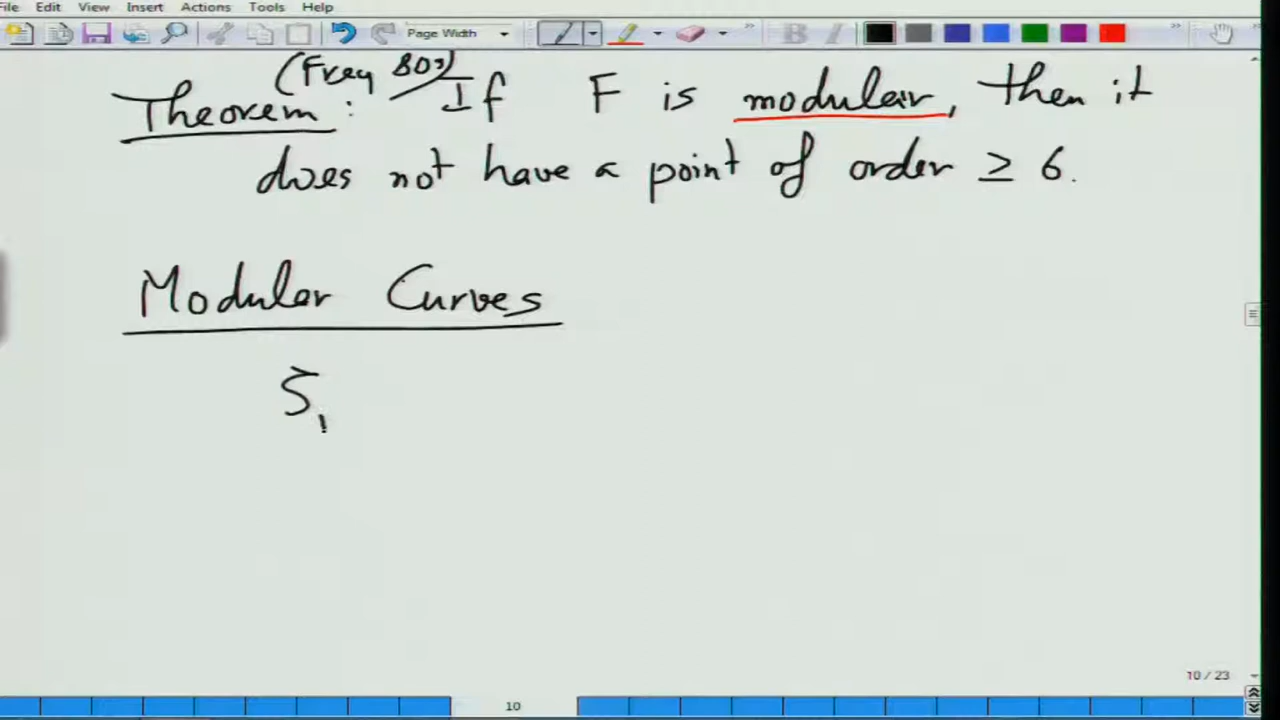 File Edit View Insert Actions Tools Help
Page Width
(Frey 80s)
Theorem: If F is modular, then it
does not have a point of order ≥ 6.
Modular Curves
10 / 23
10